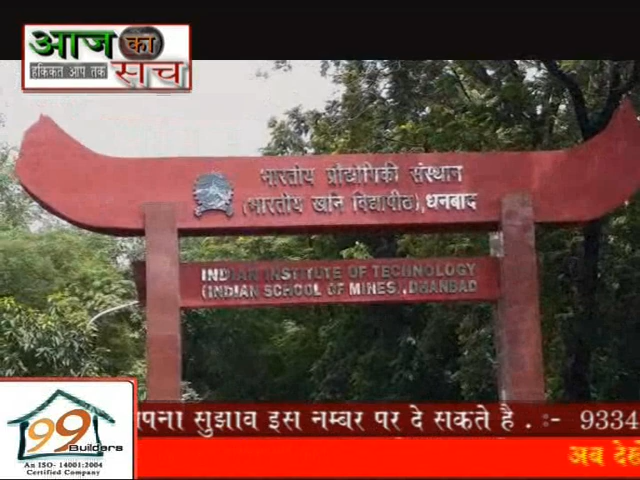 आज का
हकिकत आप तक
सच
भारतीय प्रौद्योगिकी संस्थान
(भारतीय खनि विद्यापीठ),धनबाद
INDIAN INSTITUTE OF TECHNOLOGY
(INDIAN SCHOOL OF MINES),DHANBAD
पना सुझाव इस नम्बर पर दे सकते है . :- 9334
99
Builders
An ISO- 14001:2004
Certified Company
अब